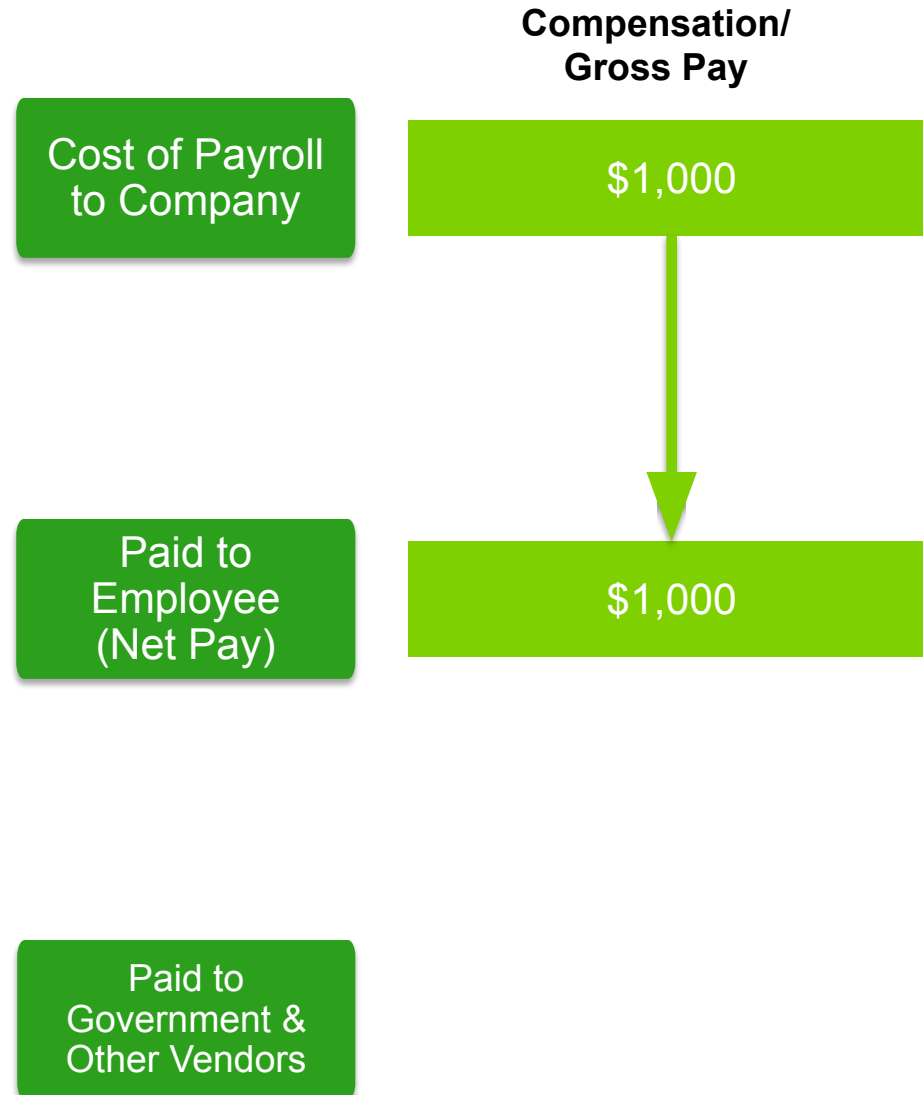 Compensation/
Gross Pay
Cost of Payroll
to Company
$1,000
Paid to
Employee
(Net Pay)
$1,000
Paid to
Government &
Other Vendors